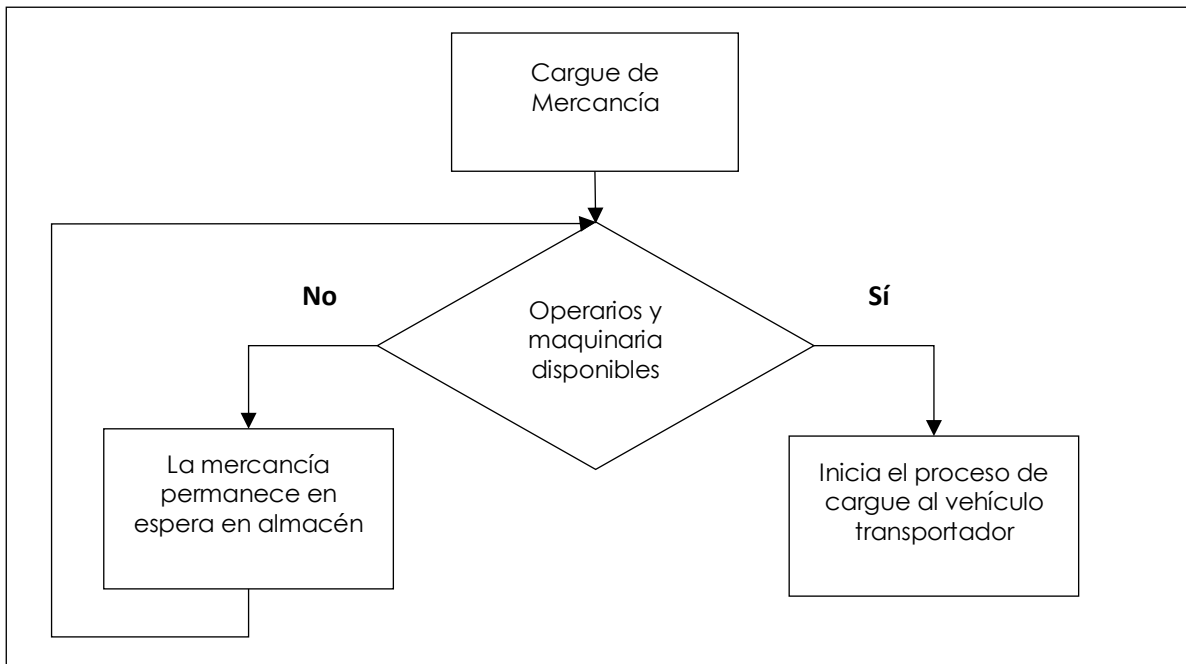 Cargue de
Mercancía
No
Sí
Operarios y
maquinaria
disponibles
La mercancía
permanece en
espera en almacén
Inicia el proceso de
cargue al vehículo
transportador